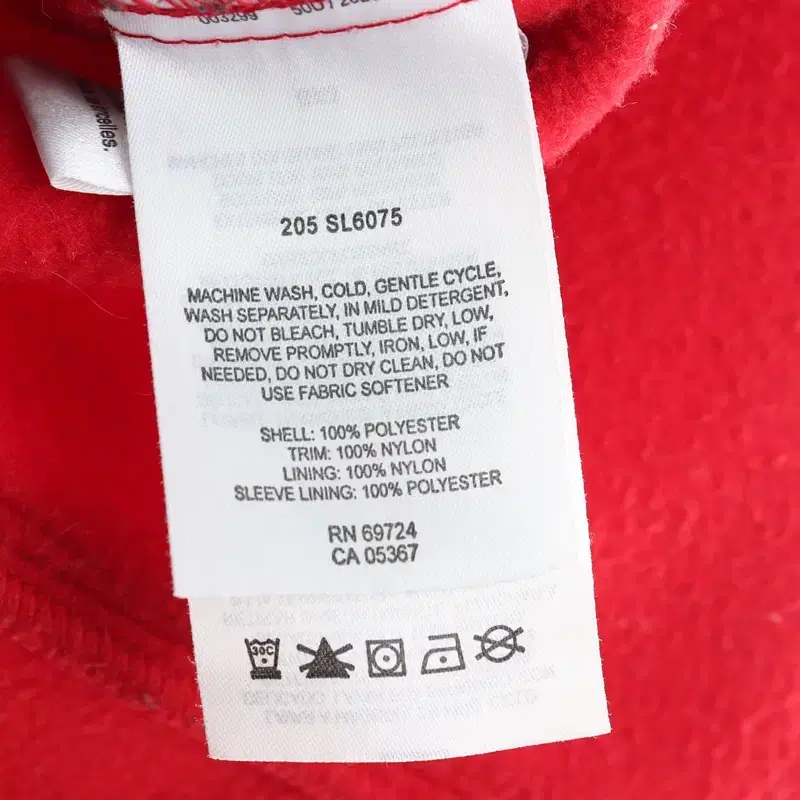 003299
205 SL6075
MACHINE WASH, COLD, GENTLE CYCLE,
WASH SEPARATELY, IN MILD DETERGENT,
DO NOT BLEACH, TUMBLE DRY, LOW,
REMOVE PROMPTLY, IRON, LOW, IF
NEEDED, DO NOT DRY CLEAN, DO NOT
USE FABRIC SOFTENER
SHELL: 100% POLYESTER
TRIM: 100% NYLON
LINING: 100% NYLON
SLEEVE LINING: 100% POLYESTER
RN 69724
CA 05367
30C